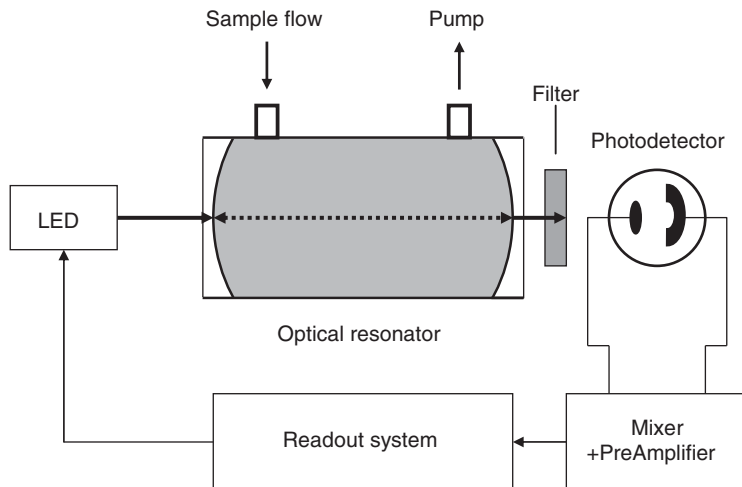 Sample flow
Pump
Filter
Photodetector
LED
Optical resonator
Readout system
Mixer
+PreAmplifier